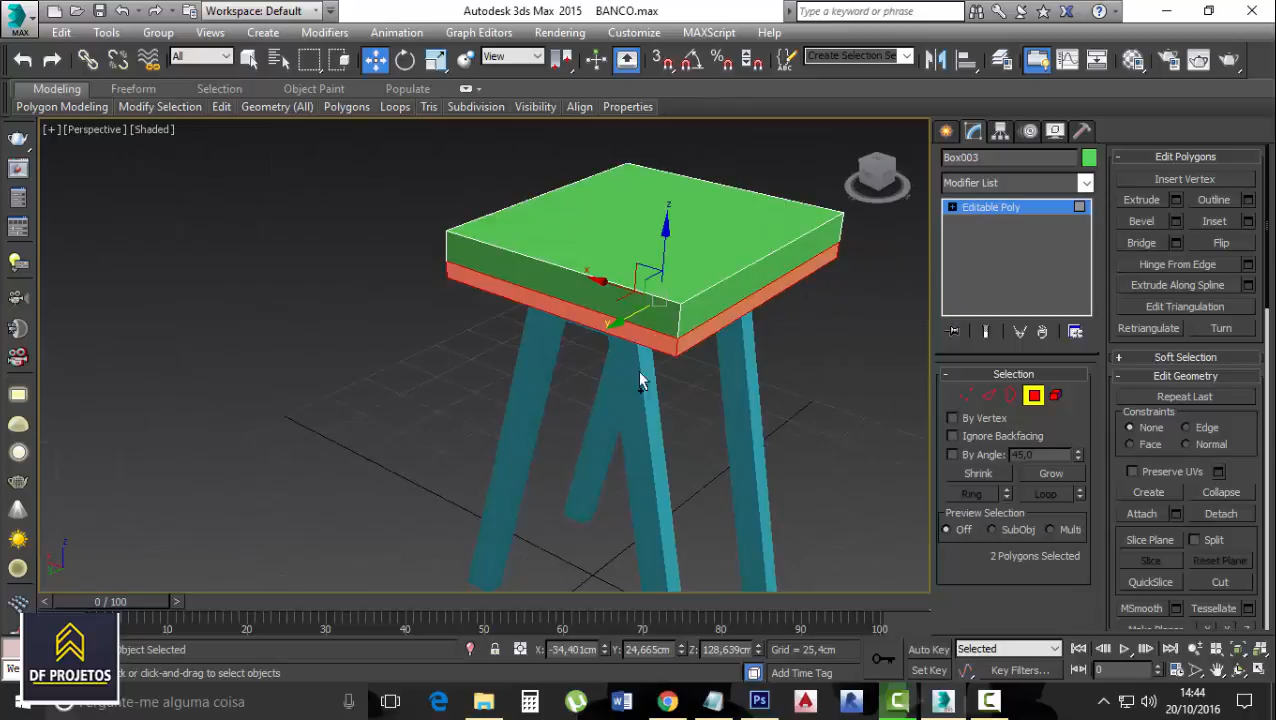 Workspace: Default
Autodesk 3ds Max 2015
BANCO.max
Type a keyword or phrase
MAX
Edit Tools Group Views Create Modifiers Animation Graph Editors Rendering Customize MAXScript Help
All
View
3
Create Selection Se
Modeling Freeform Selection Object Paint Populate
Polygon Modeling Modify Selection Edit Geometry (All) Polygons Loops Tris Subdivision Visibility Align Properties
[+] [Perspective] [Shaded]
z
x
y
z
Box003
Modifier List
Editable Poly
Selection
By Vertex
Ignore Backfacing
By Angle: 45,0
Shrink Grow
Ring Loop
Preview Selection
Off SubObj Multi
2 Polygons Selected
Edit Polygons
Insert Vertex
Extrude Outline
Bevel Inset
Bridge Flip
Hinge From Edge
Extrude Along Spline
Edit Triangulation
Retriangulate Turn
Soft Selection
Edit Geometry
Repeat Last
Constraints
None Edge
Face Normal
Preserve UVs
Create Collapse
Attach Detach
Slice Plane Split
Slice Reset Plane
QuickSlice Cut
MSmooth Tessellate
0 / 100
10 20 30 40 50 60 70 80 90 100
Object Selected
X: -34,401cm Y: 24,665cm Z: 128,639cm Grid = 25,4cm
Auto Key Selected
We
k or click-and-drag to select objects
Add Time Tag
Set Key Key Filters... 0
DF PROJETOS
Pergunte-me alguma coisa
14:44
20/10/2016